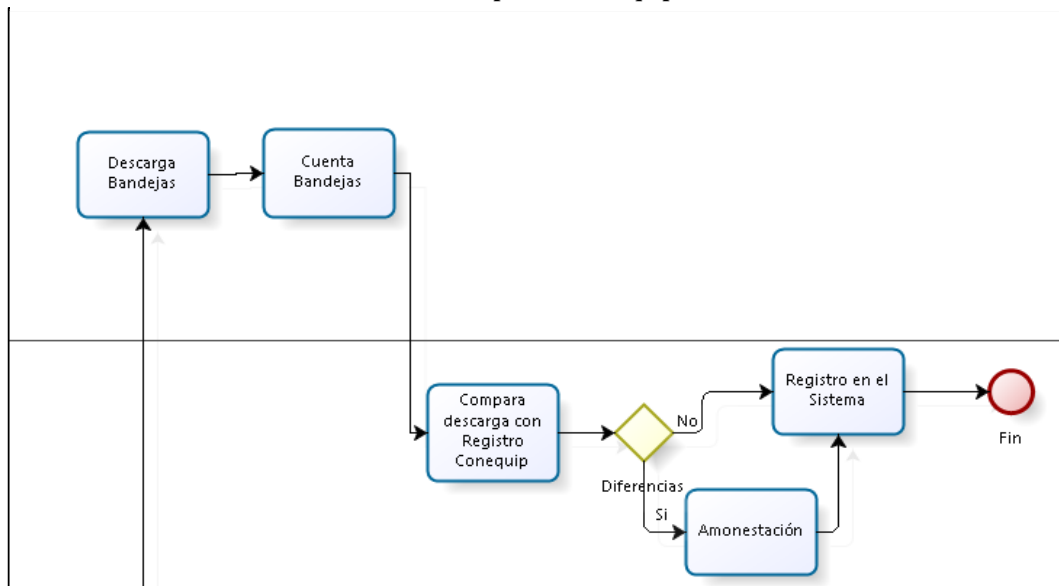 Descarga
Bandejas
Cuenta
Bandejas
Compara
descarga con
Registro
Conequip
Diferencias
No
Si
Amonestación
Registro en el
Sistema
Fin